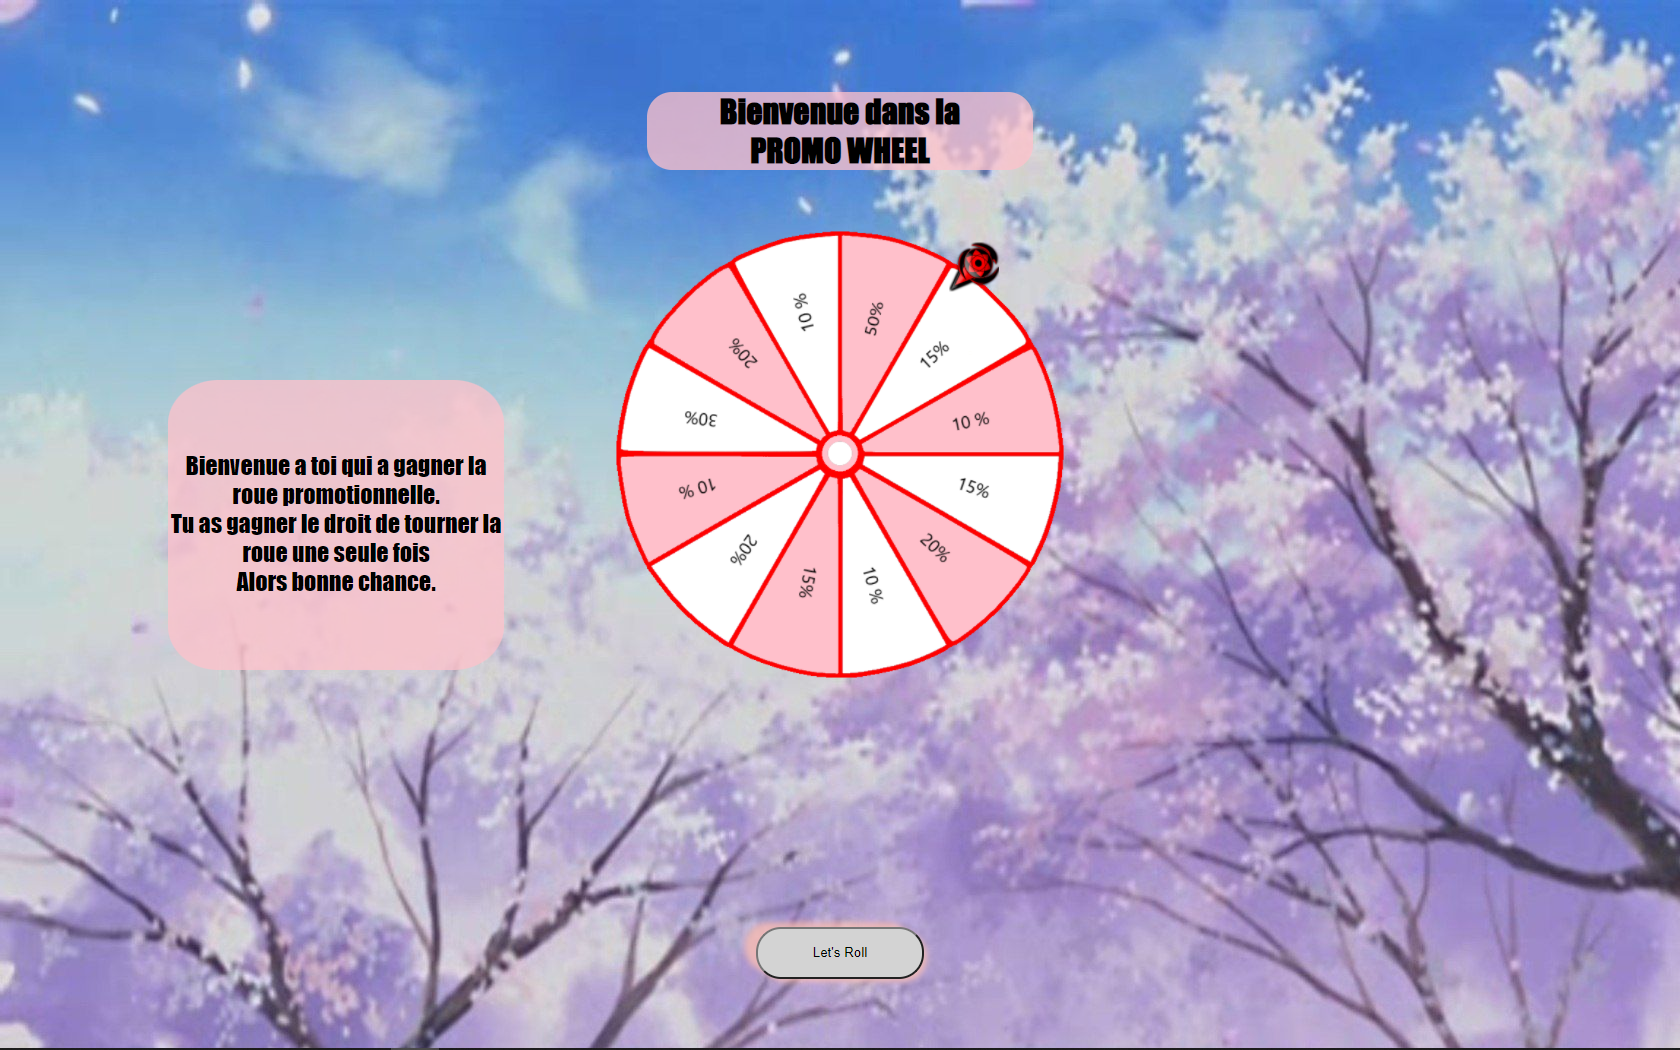 Bienvenue dans la
PROMO WHEEL
10 %
50%
15%
20%
30%
10 %
15%
10 %
20%
20%
15%
10 %
Bienvenue a toi qui a gagner la
roue promotionnelle.
Tu as gagner le droit de tourner la
roue une seule fois
Alors bonne chance.
Let's Roll